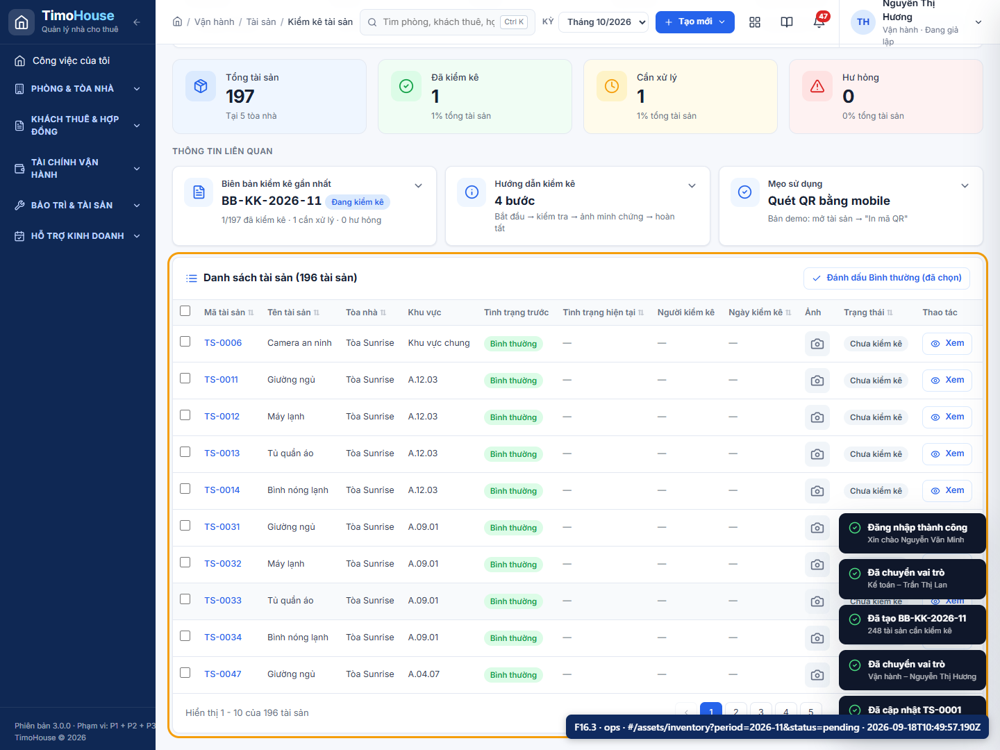 TimoHouse
Quản lý nhà cho thuê
Công việc của tôi
PHÒNG & TÒA NHÀ
KHÁCH THUÊ & HỢP
ĐỒNG
TÀI CHÍNH VẬN
HÀNH
BẢO TRÌ & TÀI SẢN
HỖ TRỢ KINH DOANH
Phiên bản 3.0.0 · Phạm vi: P1 + P2 + P3
TimoHouse © 2026
/ Vận hành / Tài sản / Kiểm kê tài sản
Tìm phòng, khách thuê, hợ
Ctrl K
KỲ
Tháng 10/2026
Tạo mới
47
TH
Nguyễn Thị
Hương
Vận hành · Đang giả
lập
Tổng tài sản
197
Tại 5 tòa nhà
Đã kiểm kê
1
1% tổng tài sản
Cần xử lý
1
1% tổng tài sản
Hư hỏng
0
0% tổng tài sản
THÔNG TIN LIÊN QUAN
Biên bản kiểm kê gần nhất
BB-KK-2026-11 Đang kiểm kê
1/197 đã kiểm kê · 1 cần xử lý · 0 hư hỏng
Hướng dẫn kiểm kê
4 bước
Bắt đầu → kiểm tra → ảnh minh chứng → hoàn
tất
Mẹo sử dụng
Quét QR bằng mobile
Bản demo: mở tài sản → "In mã QR"
Danh sách tài sản (196 tài sản)
Đánh dấu Bình thường (đã chọn)
Mã tài sản Tên tài sản Tòa nhà Khu vực Tình trạng trước Tình trạng hiện tại Người kiểm kê Ngày kiểm kê Ảnh Trạng thái Thao tác
TS-0006 Camera an ninh Tòa Sunrise Khu vực chung Bình thường — — — Chưa kiểm kê Xem
TS-0011 Giường ngủ Tòa Sunrise A.12.03 Bình thường — — — Chưa kiểm kê Xem
TS-0012 Máy lạnh Tòa Sunrise A.12.03 Bình thường — — — Chưa kiểm kê Xem
TS-0013 Tủ quần áo Tòa Sunrise A.12.03 Bình thường — — — Chưa kiểm kê Xem
TS-0014 Bình nóng lạnh Tòa Sunrise A.12.03 Bình thường — — — Chưa kiểm kê Xem
TS-0031 Giường ngủ Tòa Sunrise A.09.01 Bình thường — — —
TS-0032 Máy lạnh Tòa Sunrise A.09.01 Bình thường — — —
TS-0033 Tủ quần áo Tòa Sunrise A.09.01 Bình thường — — — Chưa kiểm kê Xem
TS-0034 Bình nóng lạnh Tòa Sunrise A.09.01 Bình thường — — —
TS-0047 Giường ngủ Tòa Sunrise A.04.07 Bình thường — — —
Hiển thị 1 - 10 của 196 tài sản
‹ 1 2 3 4 5
Đăng nhập thành công
Xin chào Nguyễn Văn Minh
Đã chuyển vai trò
Kế toán – Trần Thị Lan
Đã tạo BB-KK-2026-11
248 tài sản cần kiểm kê
Đã chuyển vai trò
Vận hành – Nguyễn Thị Hương
Đã cập nhật TS-0001
F16.3 · ops · #/assets/inventory?period=2026-11&status=pending · 2026-09-18T10:49:57.190Z